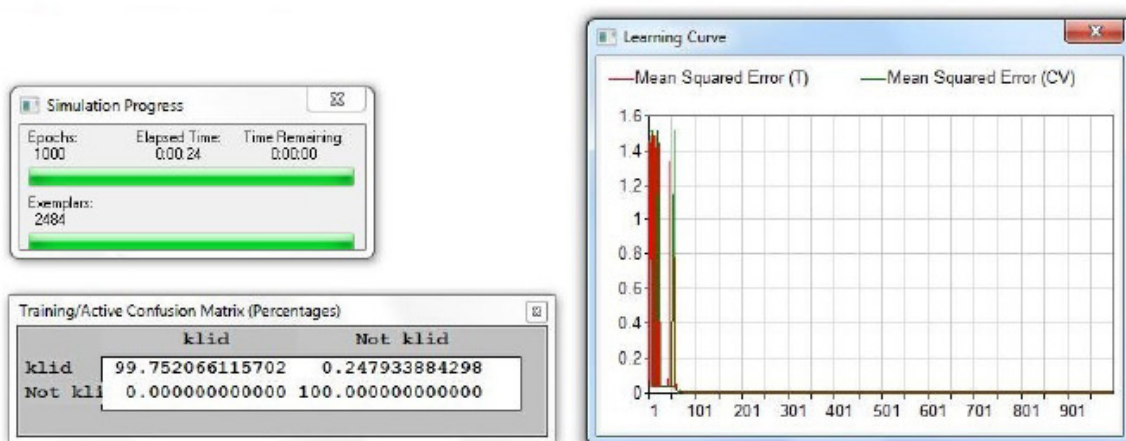 Simulation Progress
Epochs: Elapsed Time: Time Remaining
1000 0:00:24 0:00:00
Exemplars:
2484
Training/Active Confusion Matrix (Percentages)
klid Not klid
klid 99.752066115702 0.247933884298
Not kli 0.000000000000 100.000000000000
Learning Curve
Mean Squared Error (T) Mean Squared Error (CV)
1.6
1.4
1.2
1
0.8
0.6
0.4
0.2
0
1 101 201 301 401 501 601 701 801 901